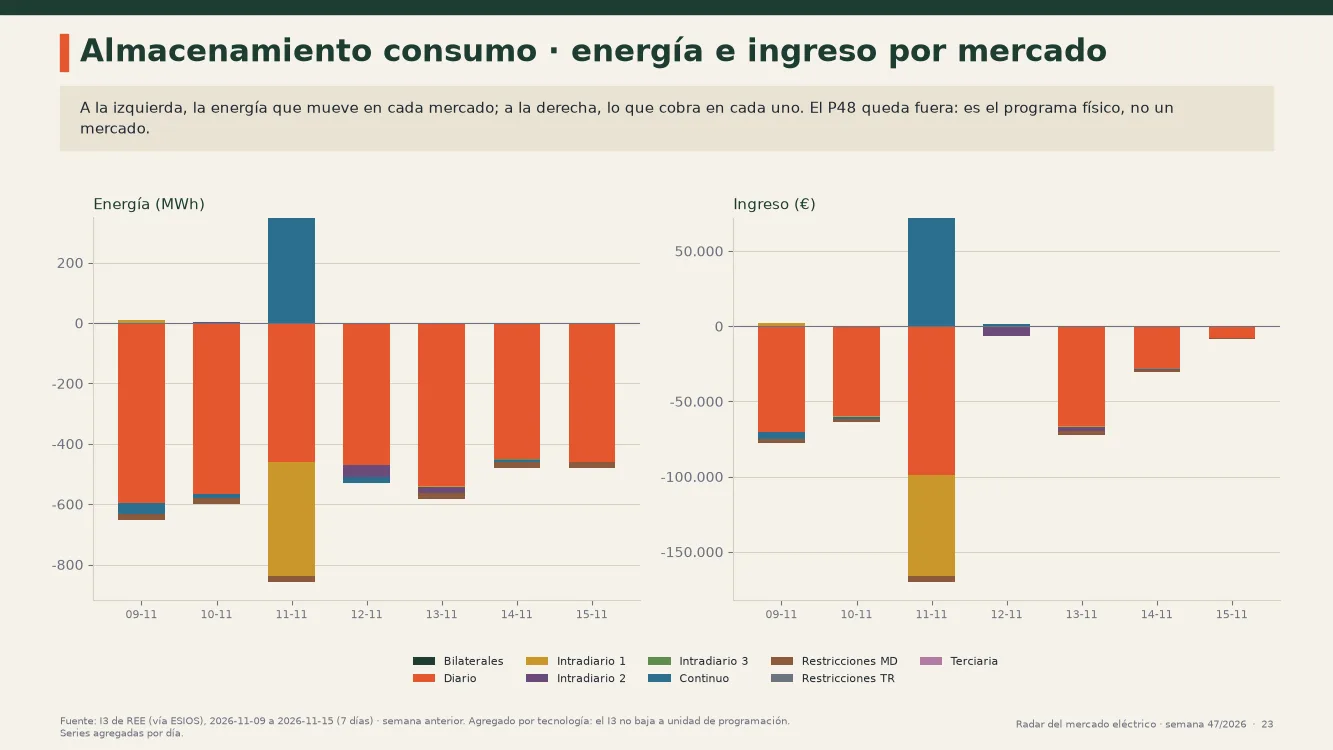 Almacenamiento consumo · energía e ingreso por mercado
A la izquierda, la energía que mueve en cada mercado; a la derecha, lo que cobra en cada uno. El P48 queda fuera: es el programa físico, no un
mercado.
Energía (MWh)
200
0
-200
-400
-600
-800
09-11
10-11
11-11
12-11
13-11
14-11
15-11
Ingreso (€)
50.000
0
-50.000
-100.000
-150.000
09-11
10-11
11-11
12-11
13-11
14-11
15-11
Bilaterales
Diario
Intradiario 1
Intradiario 2
Intradiario 3
Continuo
Restricciones MD
Restricciones TR
Terciaria
Fuente: I3 de REE (vía ESIOS), 2026-11-09 a 2026-11-15 (7 días) · semana anterior. Agregado por tecnología: el I3 no baja a unidad de programación.
Series agregadas por día.
Radar del mercado eléctrico · semana 47/2026 · 23